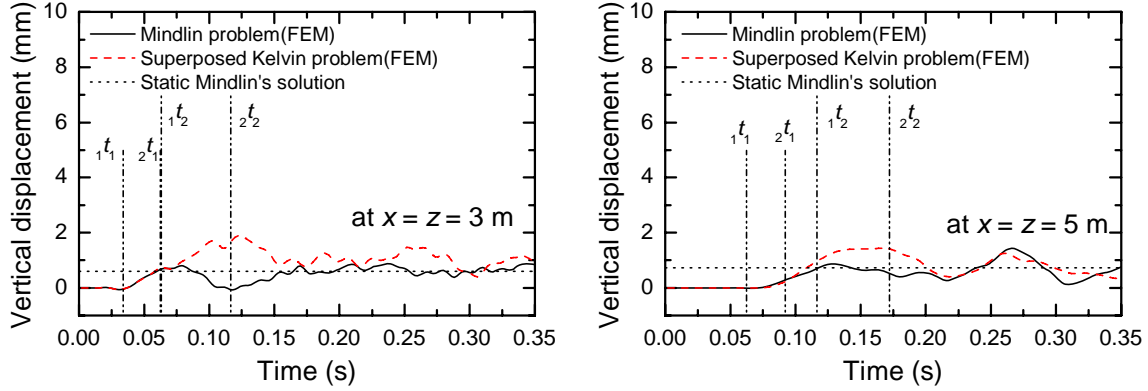 10
8
6
4
2
0
Vertical displacement (mm)
Mindlin problem(FEM)
Superposed Kelvin problem(FEM)
Static Mindlin's solution
₁t₁
₂t₁
₁t₂
₂t₂
at x = z = 3 m
0.00 0.05 0.10 0.15 0.20 0.25 0.30 0.35
Time (s)
10
8
6
4
2
0
Vertical displacement (mm)
Mindlin problem(FEM)
Superposed Kelvin problem(FEM)
Static Mindlin's solution
₁t₁
₂t₁
₁t₂
₂t₂
at x = z = 5 m
0.00 0.05 0.10 0.15 0.20 0.25 0.30 0.35
Time (s)